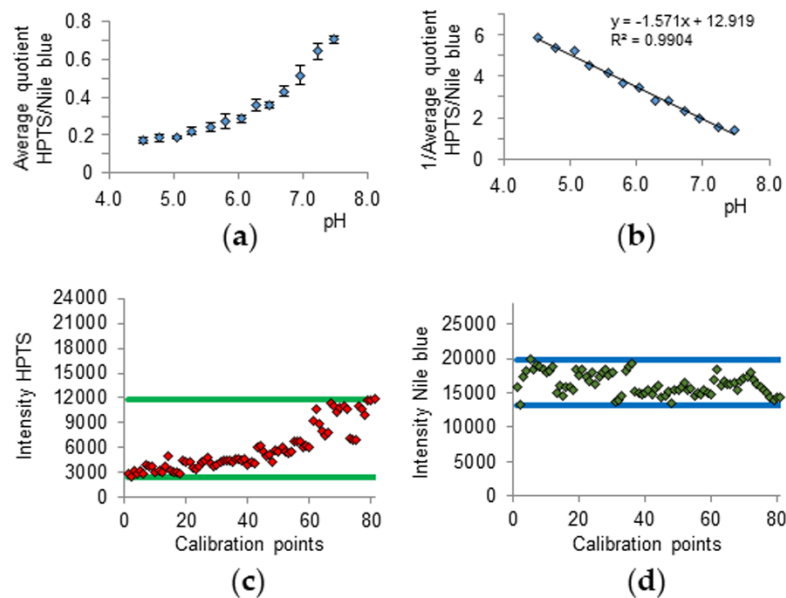 Average quotient
HPTS/Nile blue
0.8
0.6
0.4
0.2
0
4.0 5.0 6.0 7.0 8.0
pH
(a)
1/Average quotient
HPTS/Nile blue
y = -1.571x + 12.919
R² = 0.9904
6
4
2
0
4.0 5.0 6.0 7.0 8.0
pH
(b)
Intensity HPTS
24000
21000
18000
15000
12000
9000
6000
3000
0
0 20 40 60 80
Calibration points
(c)
Intensity Nile blue
25000
20000
15000
10000
5000
0
0 20 40 60 80
Calibration points
(d)